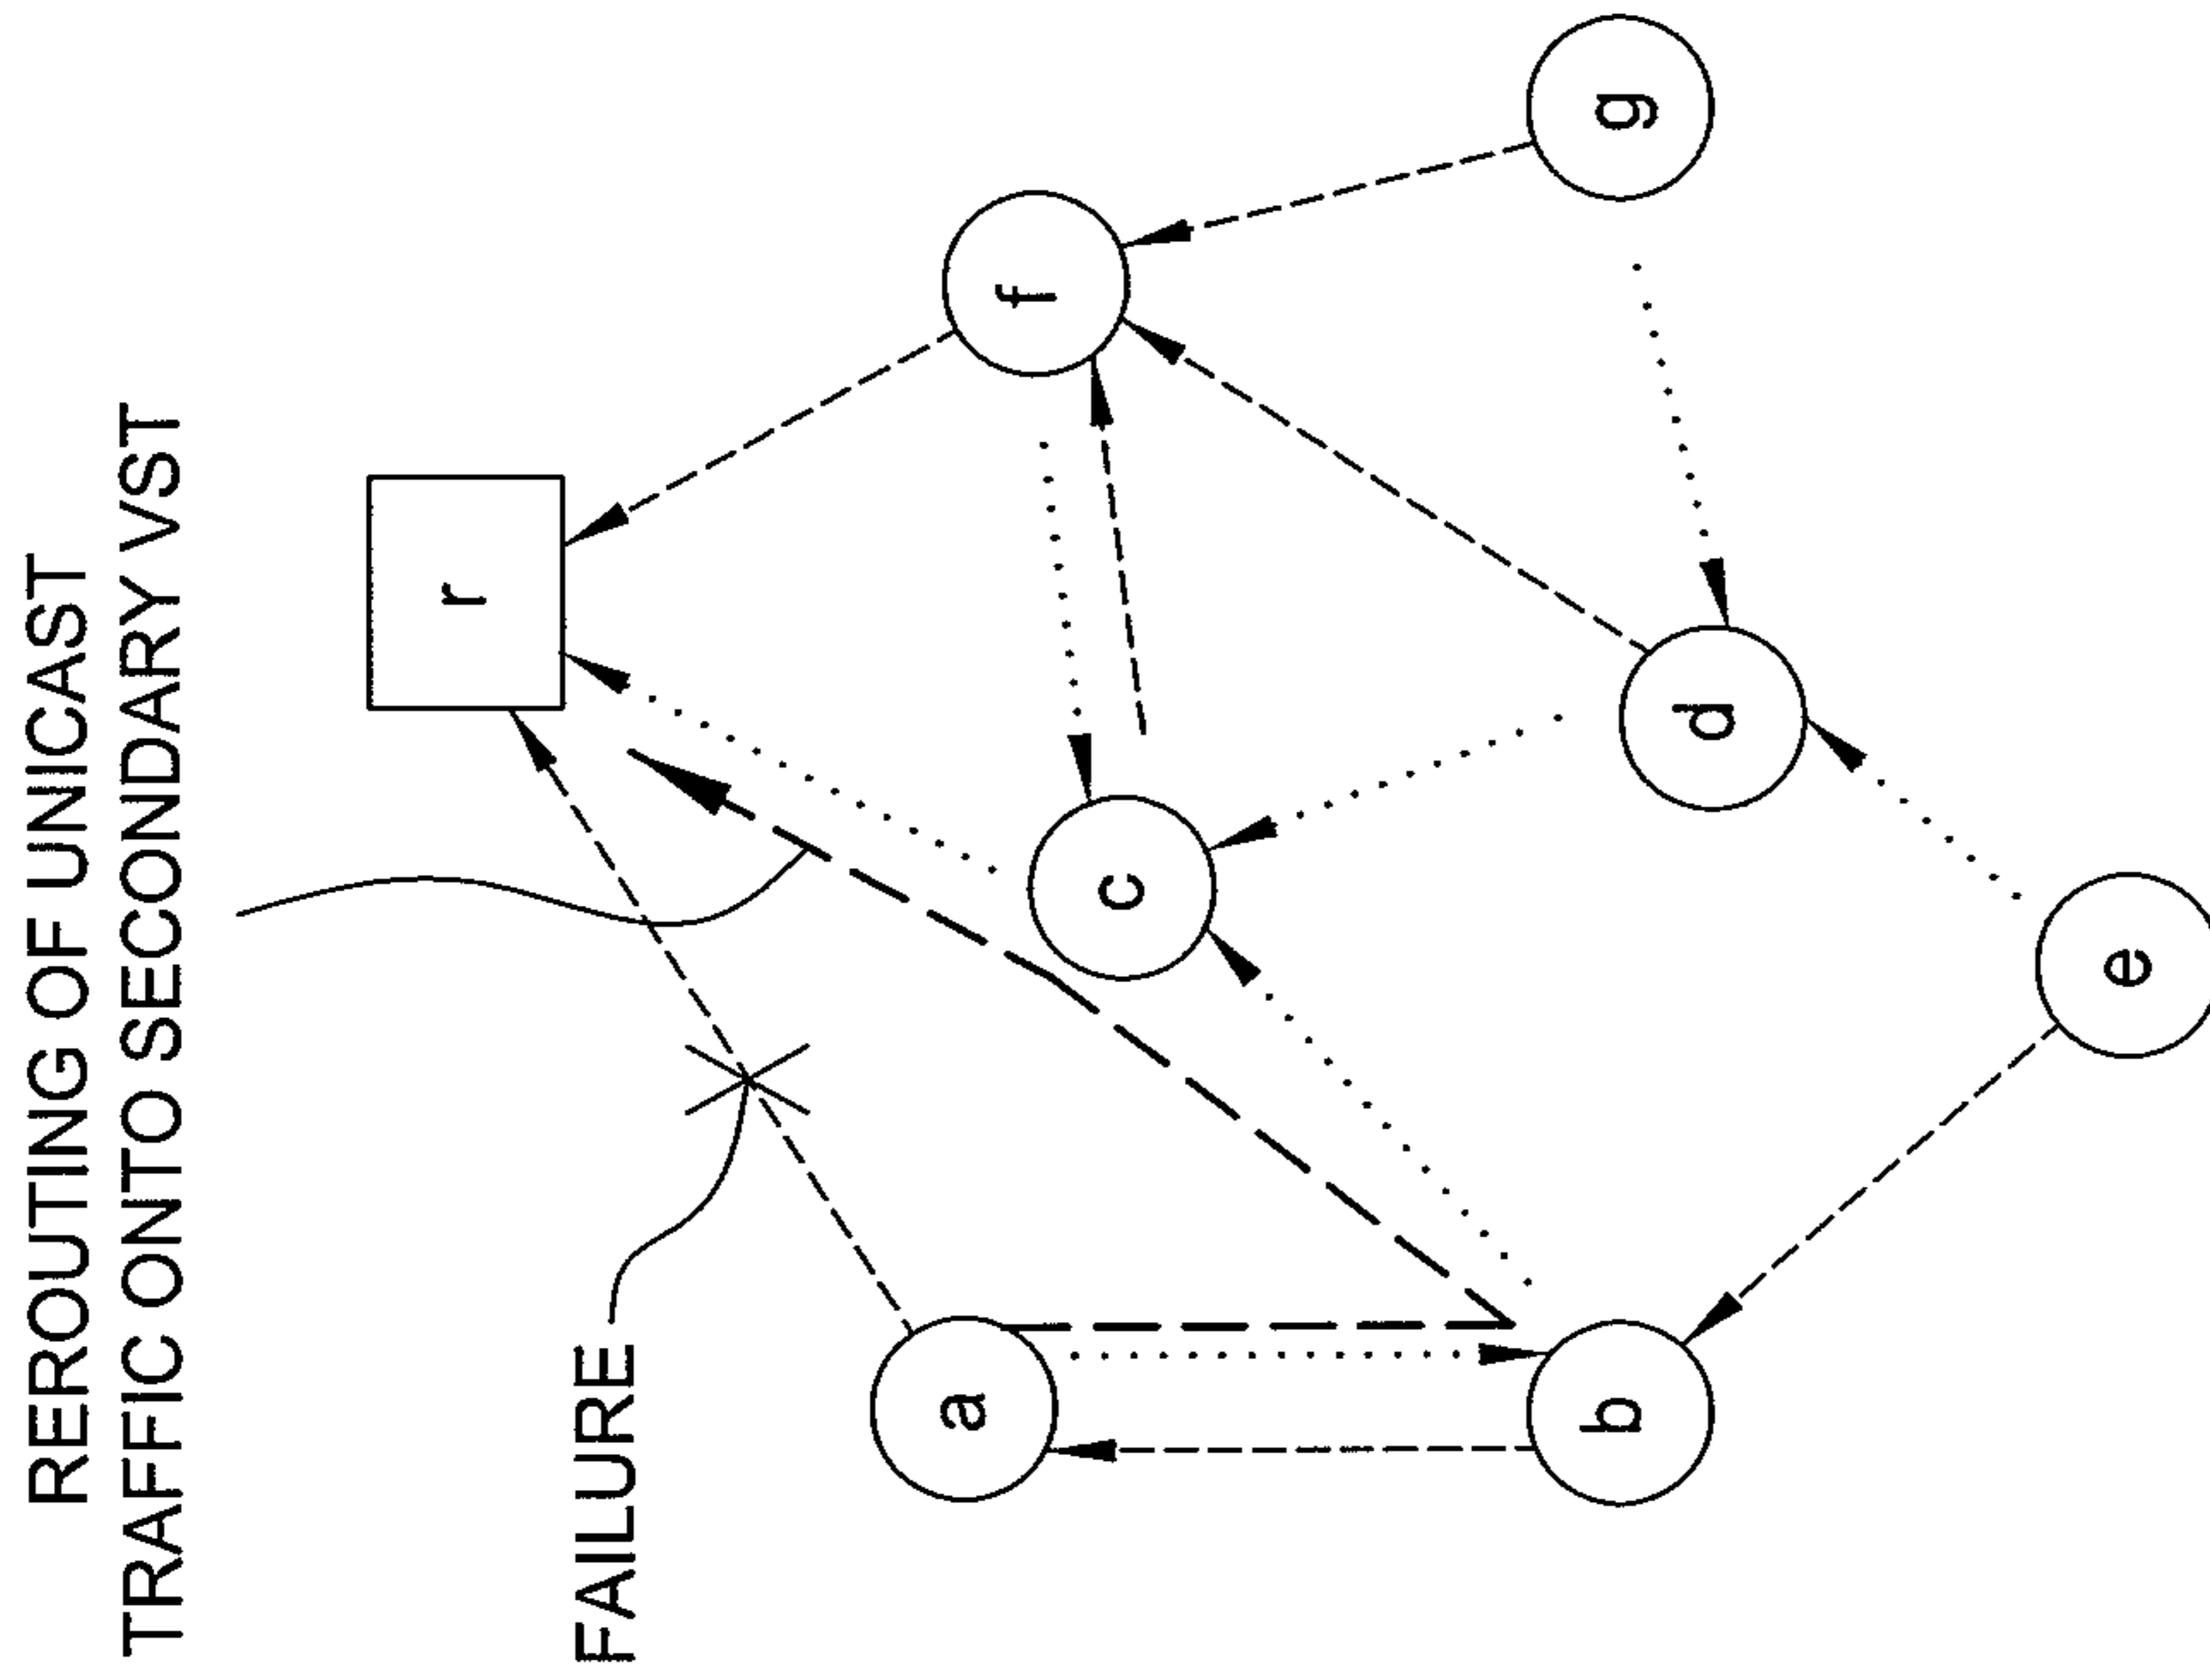 REROUTING OF UNICAST
TRAFFIC ONTO SECONDARY VST
FAILURE
r
a
b
c
d
e
f
g